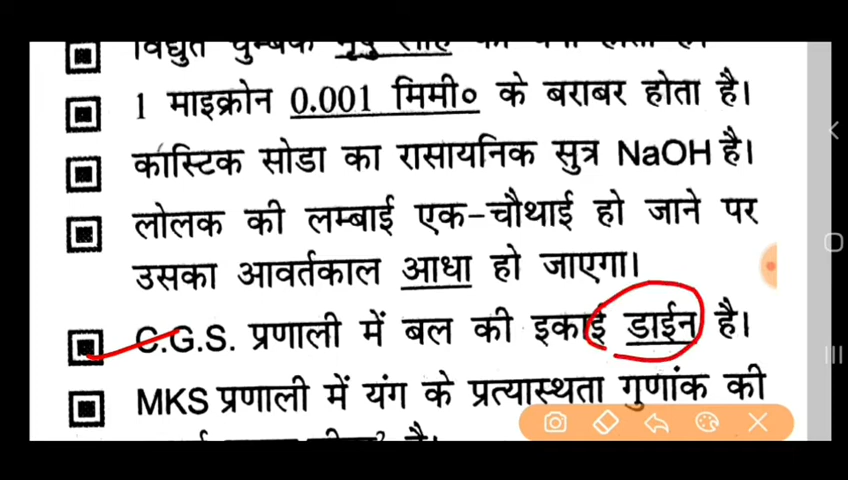 1 माइक्रोन 0.001 मिमी० के बराबर होता है।
कास्टिक सोडा का रासायनिक सुत्र NaOH है।
लोलक की लम्बाई एक-चौथाई हो जाने पर
उसका आवर्तकाल आधा हो जाएगा।
C.G.S. प्रणाली में बल की इकाई डाईन है।
MKS प्रणाली में यंग के प्रत्यास्थता गुणांक की